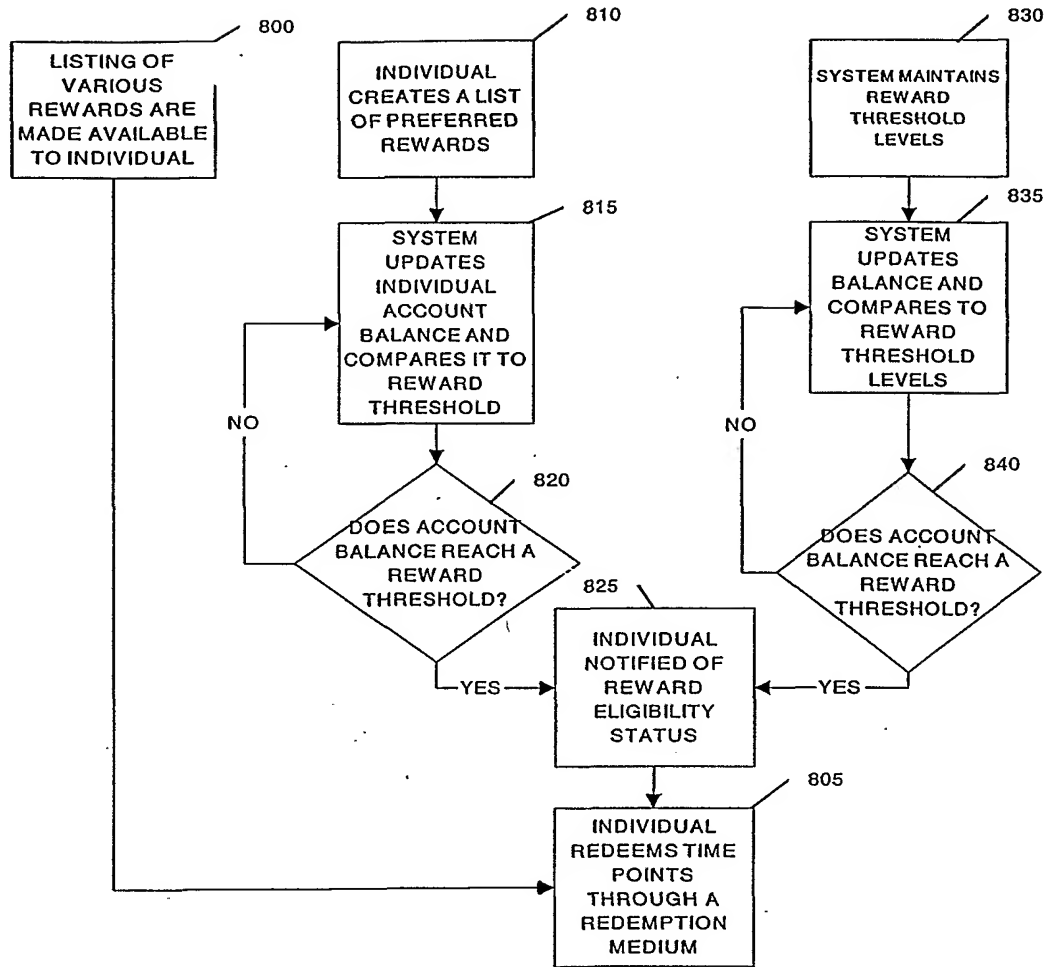 800
LISTING OF
VARIOUS
REWARDS ARE
MADE AVAILABLE
TO INDIVIDUAL
810
INDIVIDUAL
CREATES A LIST
OF PREFERRED
REWARDS
830
SYSTEM MAINTAINS
REWARD
THRESHOLD
LEVELS
815
SYSTEM
UPDATES
INDIVIDUAL
ACCOUNT
BALANCE AND
COMPARES IT TO
REWARD
THRESHOLD
835
SYSTEM
UPDATES
BALANCE AND
COMPARES TO
REWARD
THRESHOLD
LEVELS
NO
NO
820
DOES ACCOUNT
BALANCE REACH A
REWARD
THRESHOLD?
840
DOES ACCOUNT
BALANCE REACH A
REWARD
THRESHOLD?
825
INDIVIDUAL
NOTIFIED OF
REWARD
ELIGIBILITY
STATUS
YES
YES
805
INDIVIDUAL
REDEEMS TIME
POINTS
THROUGH A
REDEMPTION
MEDIUM